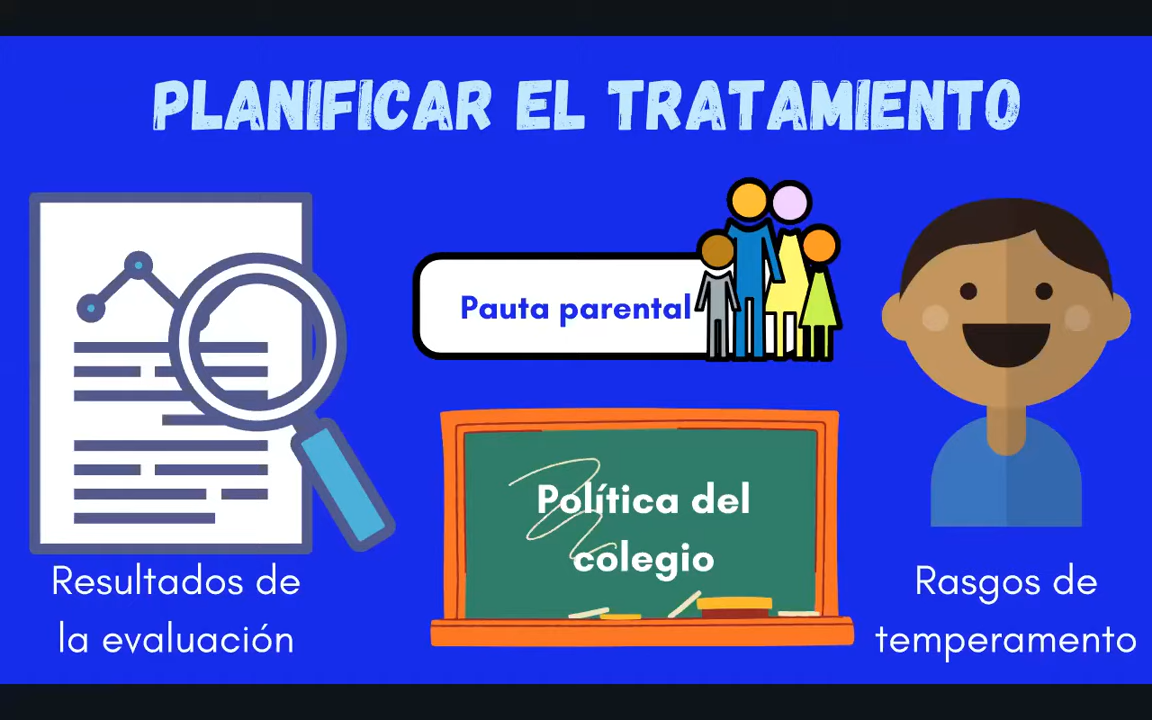 PLANIFICAR EL TRATAMIENTO
Pauta parental
Política del
colegio
Resultados de
la evaluación
Rasgos de
temperamento